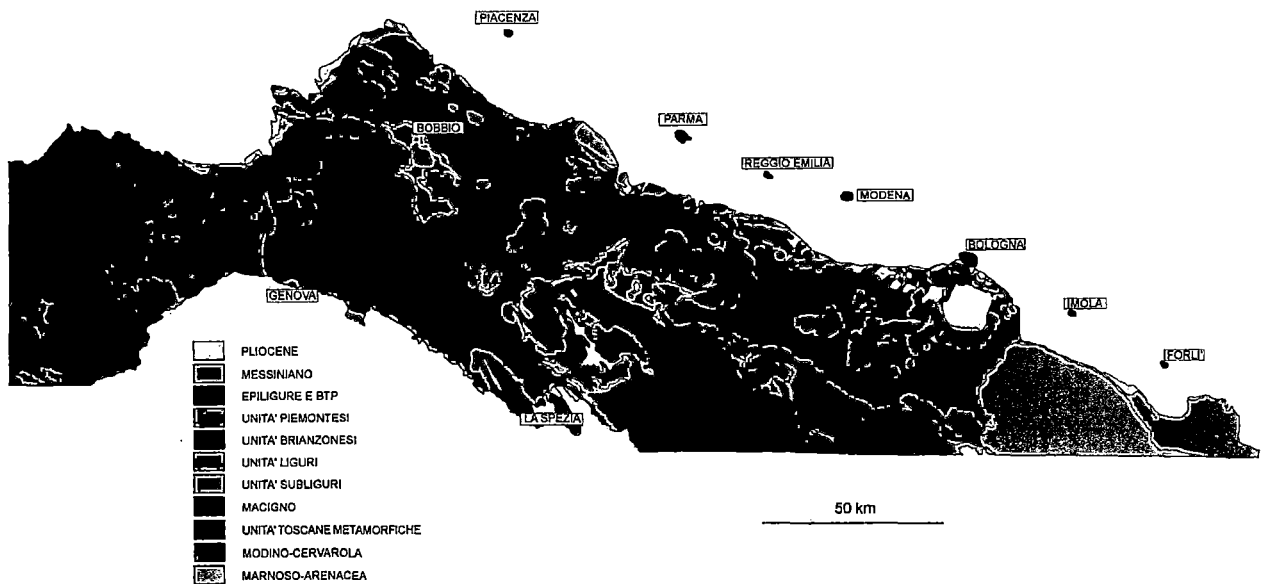 PIACENZA
PARMA
BOBBIO
REGGIO EMILIA
MODENA
BOLOGNA
GENOVA
IMOLA
FORLI'
LA SPEZIA
PLIOCENE
MESSINIANO
EPILIGURE E BTP
UNITA' PIEMONTESI
UNITA' BRIANZONESI
UNITA' LIGURI
UNITA' SUBLIGURI
MACIGNO
UNITA' TOSCANE METAMORFICHE
MODINO-CERVAROLA
MARNOSO-ARENACEA
50 km